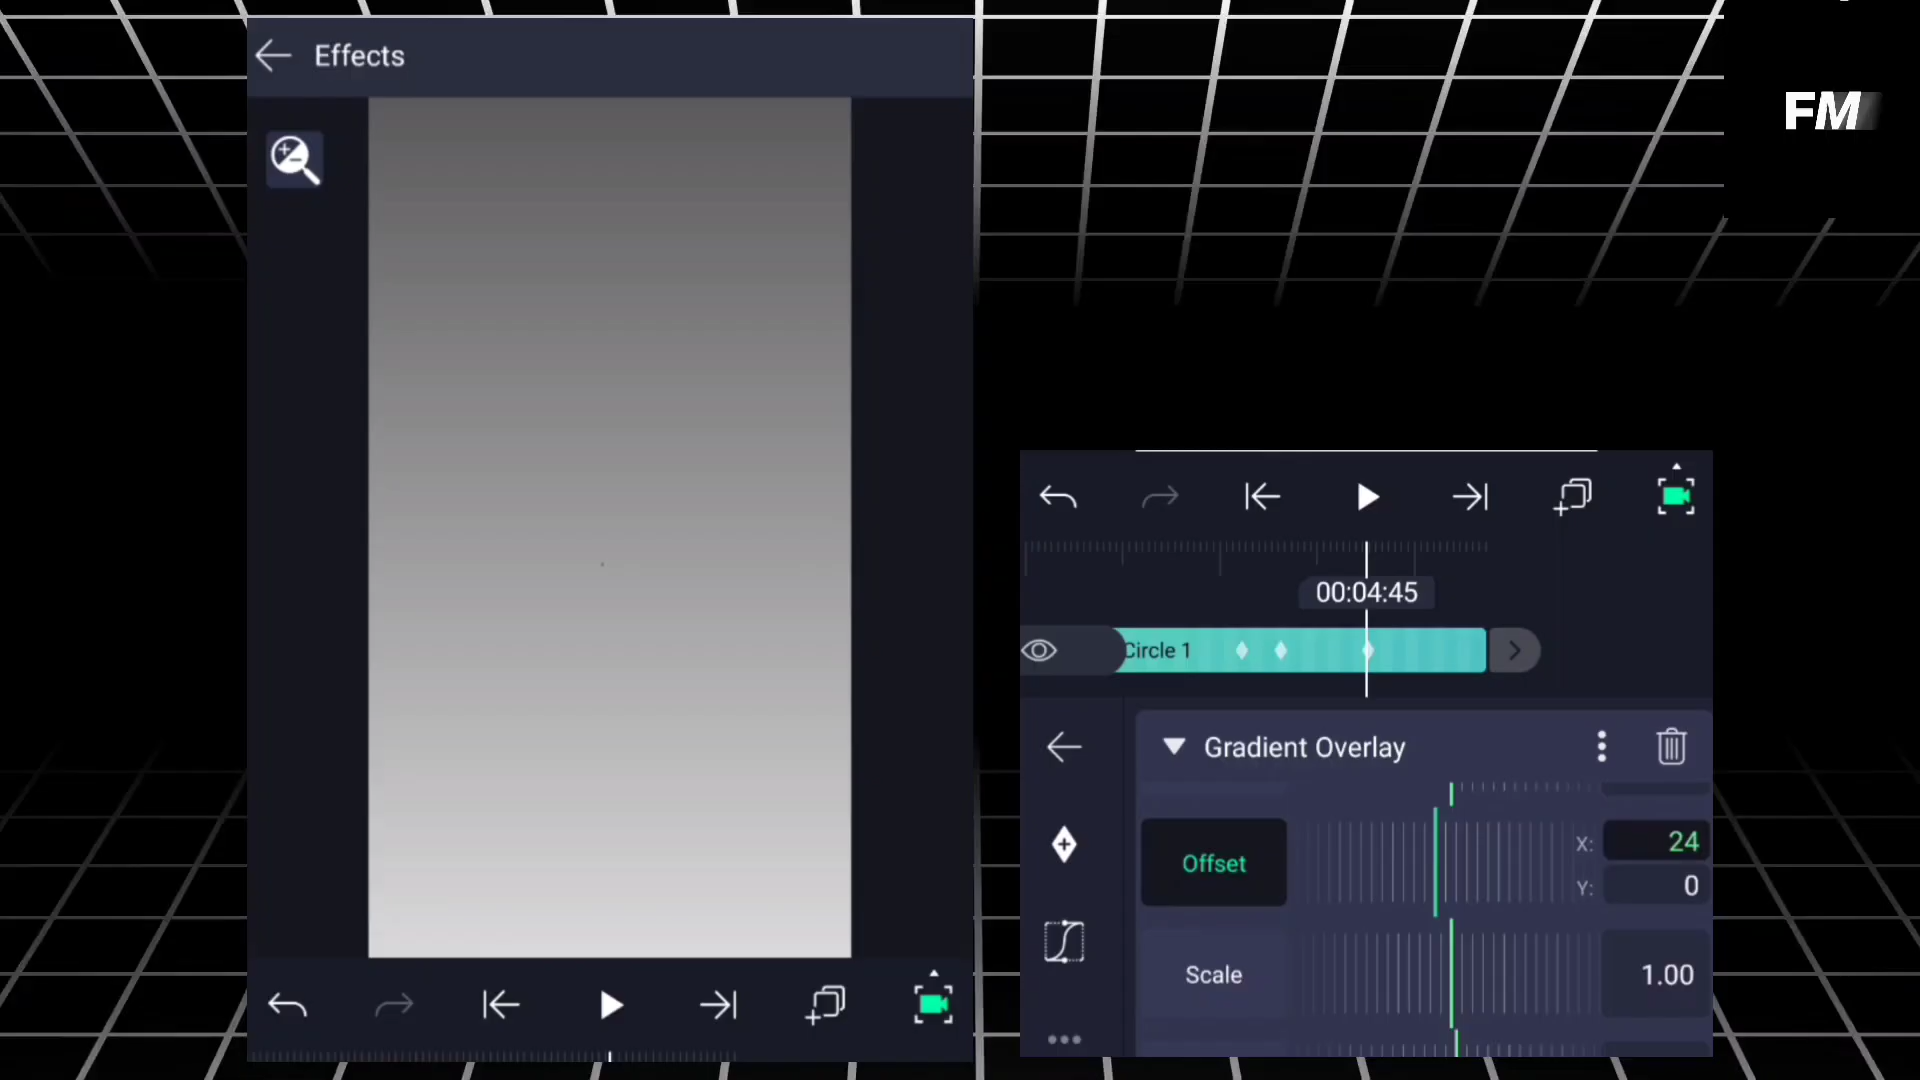 Effects
FM
00:04:45
Circle 1
Gradient Overlay
Offset
X: 24
Y: 0
Scale
1.00